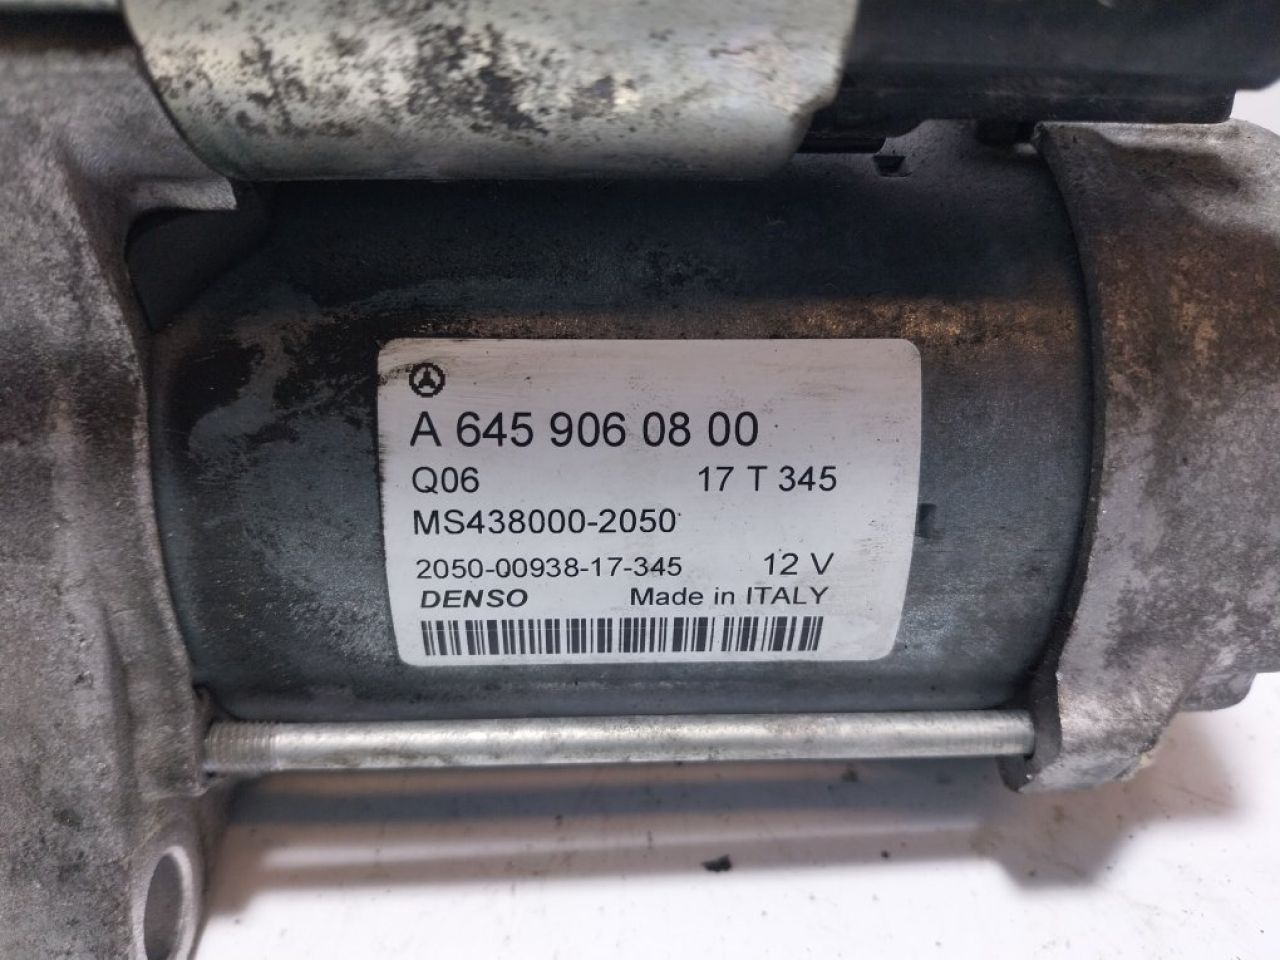 A 645 906 08 00
Q06 17 T 345
MS438000-2050
2050-00938-17-345 12 V
DENSO Made in ITALY